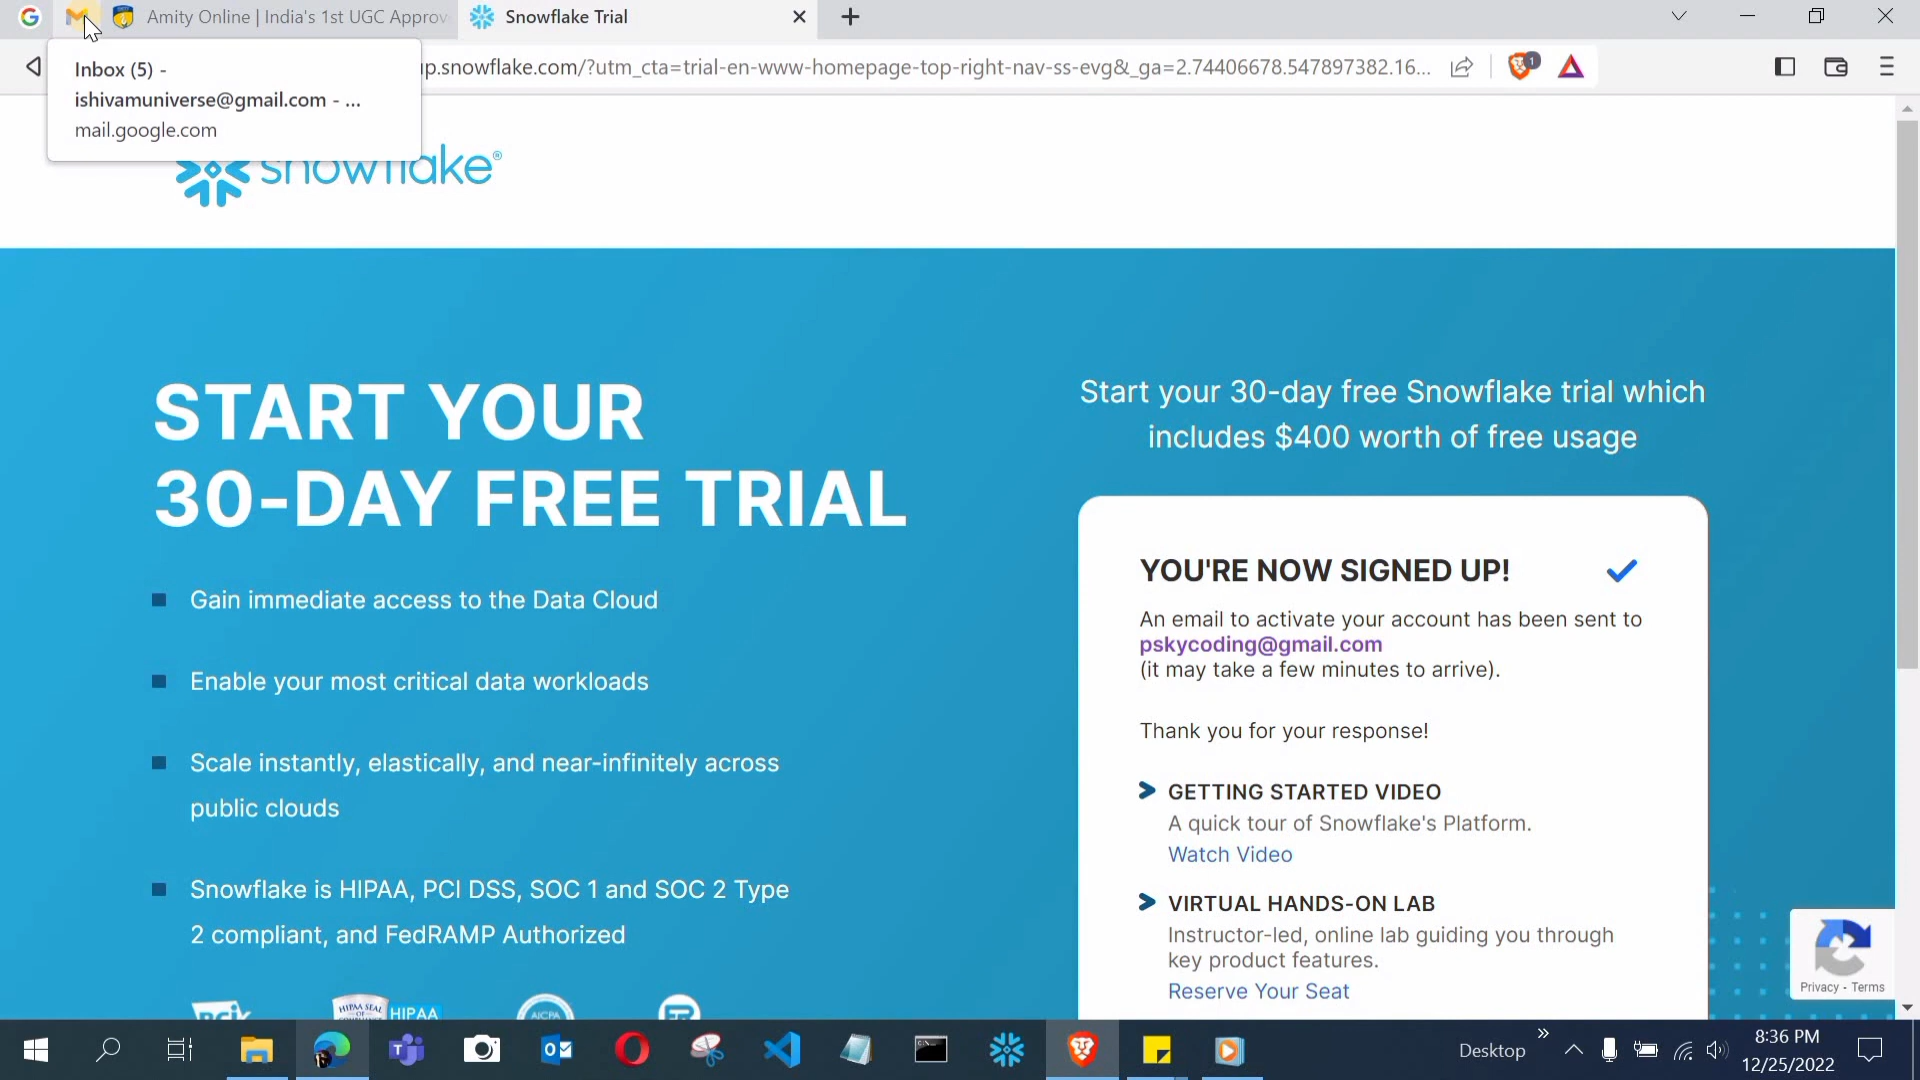 Amity Online | India's 1st UGC Approv
Snowflake Trial
Inbox (5) -
ishivamuniverse@gmail.com - ...
mail.google.com
up.snowflake.com/?utm_cta=trial-en-www-homepage-top-right-nav-ss-evg&_ga=2.74406678.547897382.16...
1
snowflake®
START YOUR
30-DAY FREE TRIAL
Gain immediate access to the Data Cloud
Enable your most critical data workloads
Scale instantly, elastically, and near-infinitely across
public clouds
Snowflake is HIPAA, PCI DSS, SOC 1 and SOC 2 Type
2 compliant, and FedRAMP Authorized
HIPAA SEAL
HIPAA
AICPA
Start your 30-day free Snowflake trial which
includes $400 worth of free usage
YOU'RE NOW SIGNED UP!
An email to activate your account has been sent to
pskycoding@gmail.com
(it may take a few minutes to arrive).
Thank you for your response!
GETTING STARTED VIDEO
A quick tour of Snowflake's Platform.
Watch Video
VIRTUAL HANDS-ON LAB
Instructor-led, online lab guiding you through
key product features.
Reserve Your Seat
Privacy - Terms
Desktop
8:36 PM
12/25/2022